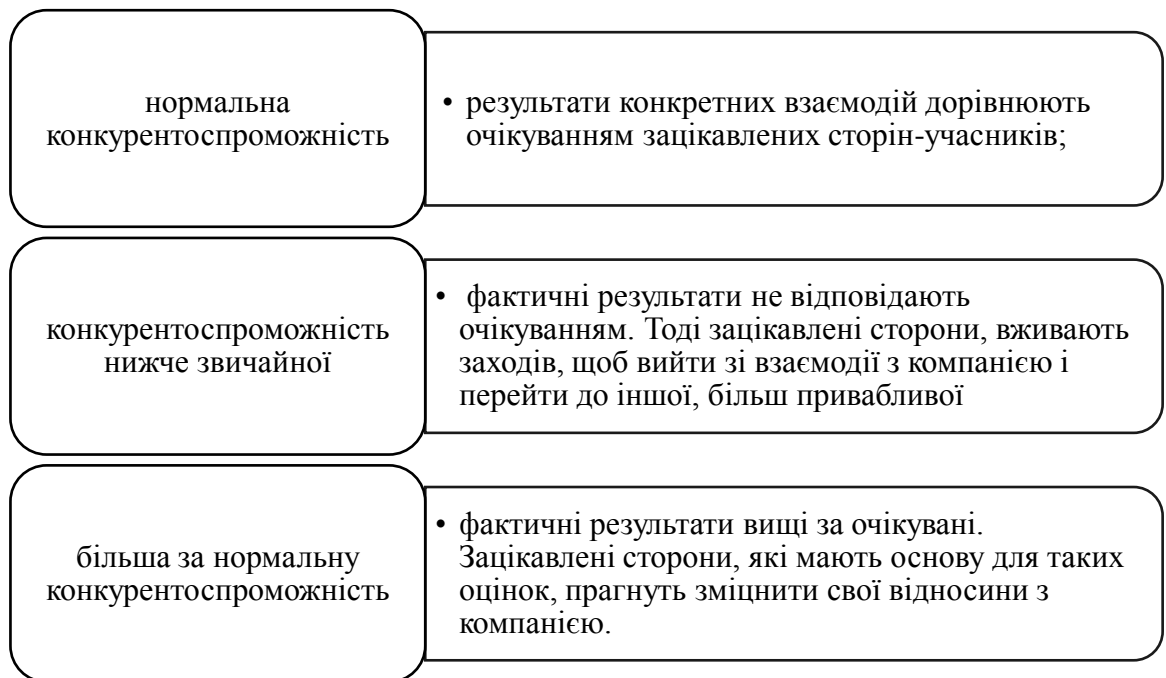 нормальна
конкурентоспроможність
• результати конкретних взаємодій дорівнюють
очікуванням зацікавлених сторін-учасників;
конкурентоспроможність
нижче звичайної
• фактичні результати не відповідають
очікуванням. Тоді зацікавлені сторони, вживають
заходів, щоб вийти зі взаємодії з компанією і
перейти до іншої, більш привабливої
більша за нормальну
конкурентоспроможність
• фактичні результати вищі за очікувані.
Зацікавлені сторони, які мають основу для таких
оцінок, прагнуть зміцнити свої відносини з
компанією.